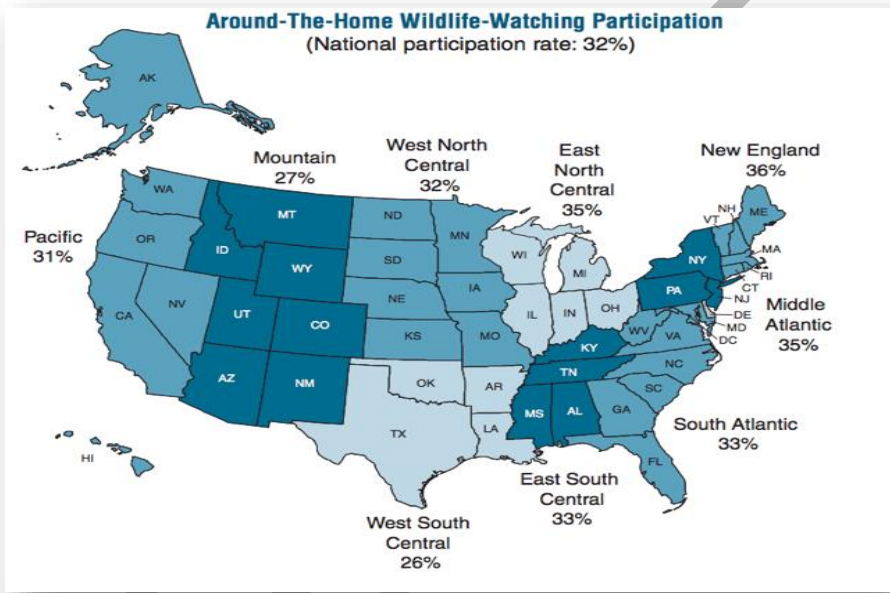 Around-The-Home Wildlife-Watching Participation
(National participation rate: 32%)
AK
Mountain
27%
West North
Central
32%
East
North
Central
35%
New England
36%
Pacific
31%
Middle
Atlantic
35%
South Atlantic
33%
East South
Central
33%
West South
Central
26%
WA
OR
CA
NV
ID
MT
WY
UT
CO
AZ
NM
ND
SD
NE
KS
MN
IA
MO
WI
MI
IL
IN
OH
KY
TN
MS
AL
OK
AR
TX
LA
NY
PA
VT
NH
ME
MA
RI
CT
NJ
DE
MD
DC
WV
VA
NC
SC
GA
FL
HI